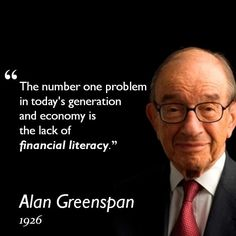 “The number one problem
in today's generation
and economy is
the lack of
financial literacy.”
Alan Greenspan
1926